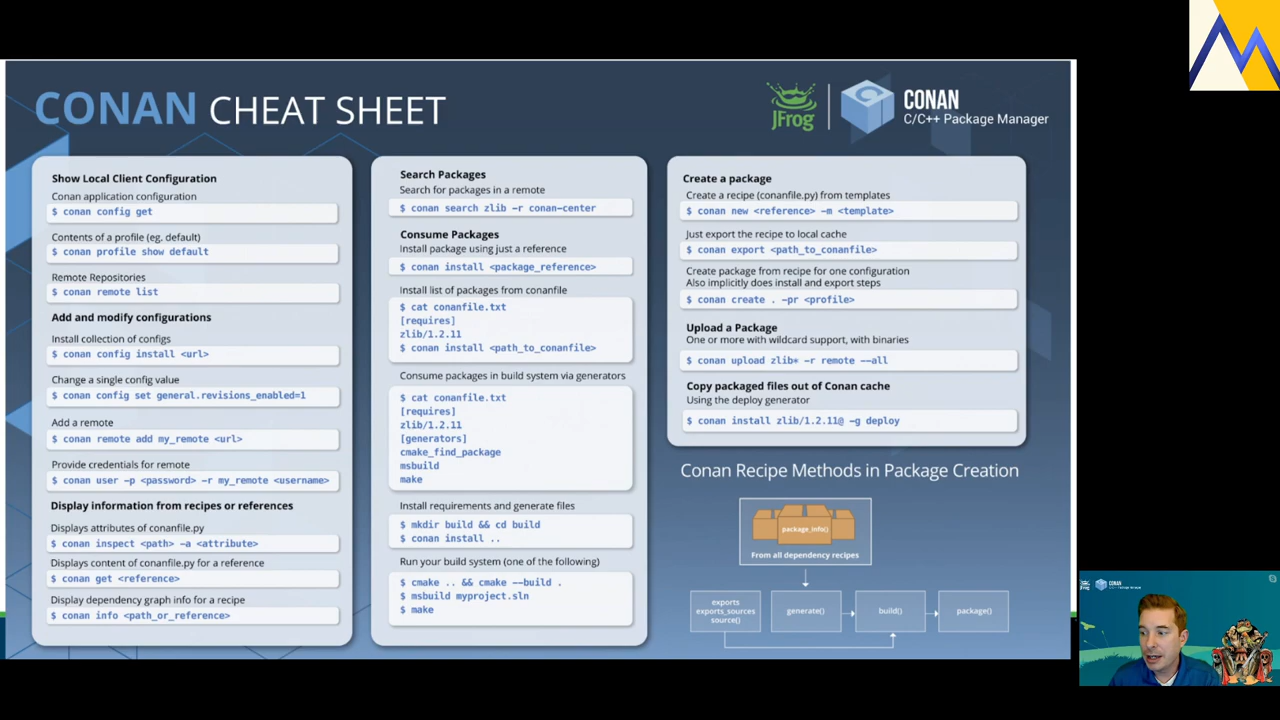 CONAN CHEAT SHEET
JFrog
CONAN
C/C++ Package Manager
Show Local Client Configuration
Conan application configuration
$ conan config get
Contents of a profile (eg. default)
$ conan profile show default
Remote Repositories
$ conan remote list
Add and modify configurations
Install collection of configs
$ conan config install <url>
Change a single config value
$ conan config set general.revisions_enabled=1
Add a remote
$ conan remote add my_remote <url>
Provide credentials for remote
$ conan user -p <password> -r my_remote <username>
Display information from recipes or references
Displays attributes of conanfile.py
$ conan inspect <path> -a <attribute>
Displays content of conanfile.py for a reference
$ conan get <reference>
Display dependency graph info for a recipe
$ conan info <path_or_reference>
Search Packages
Search for packages in a remote
$ conan search zlib -r conan-center
Consume Packages
Install package using just a reference
$ conan install <package_reference>
Install list of packages from conanfile
$ cat conanfile.txt
[requires]
zlib/1.2.11
$ conan install <path_to_conanfile>
Consume packages in build system via generators
$ cat conanfile.txt
[requires]
zlib/1.2.11
[generators]
cmake_find_package
msbuild
make
Install requirements and generate files
$ mkdir build && cd build
$ conan install ..
Run your build system (one of the following)
$ cmake .. && cmake --build .
$ msbuild myproject.sln
$ make
Create a package
Create a recipe (conanfile.py) from templates
$ conan new <reference> -m <template>
Just export the recipe to local cache
$ conan export <path_to_conanfile>
Create package from recipe for one configuration
Also implicitly does install and export steps
$ conan create . -pr <profile>
Upload a Package
One or more with wildcard support, with binaries
$ conan upload zlib* -r remote --all
Copy packaged files out of Conan cache
Using the deploy generator
$ conan install zlib/1.2.11@ -g deploy
Conan Recipe Methods in Package Creation
package_info()
From all dependency recipes
exports
exports_sources
source()
generate()
build()
package()
CONAN